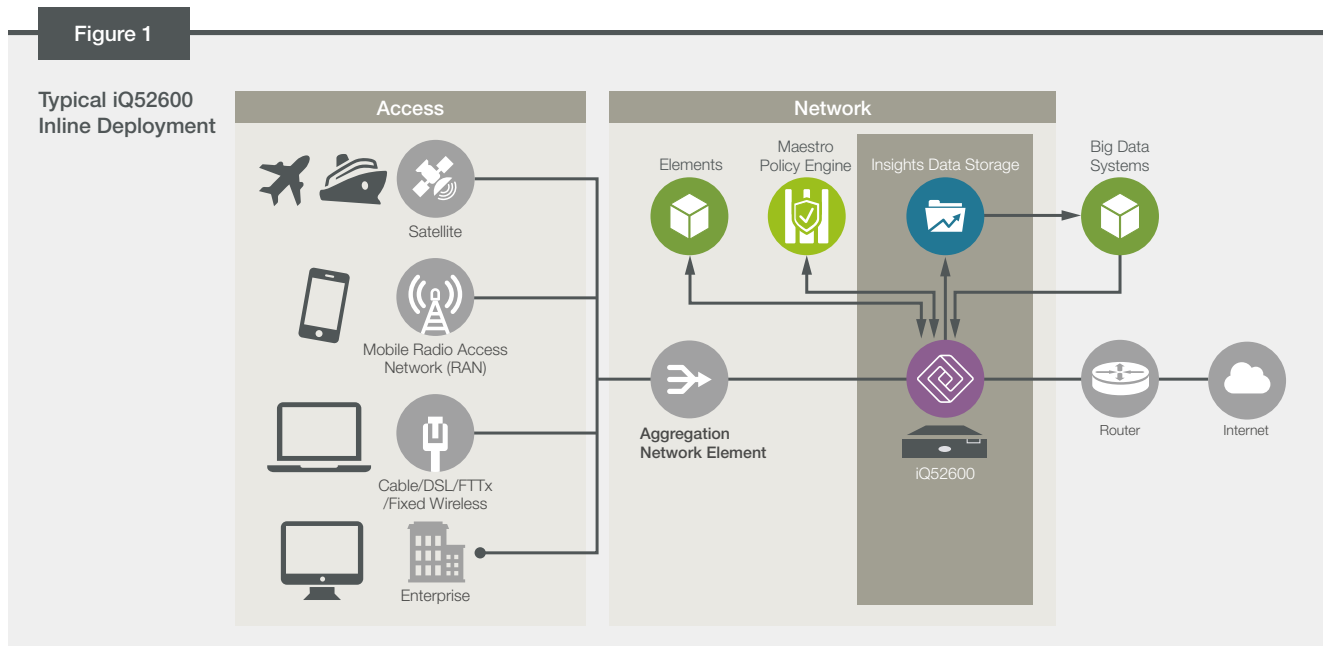 Figure 1
Typical iQ52600
Inline Deployment
Access
Satellite
Mobile Radio Access
Network (RAN)
Cable/DSL/FTTx
/Fixed Wireless
Enterprise
Network
Elements
Maestro
Policy Engine
Insights Data Storage
Big Data
Systems
Aggregation
Network Element
iQ52600
Router
Internet